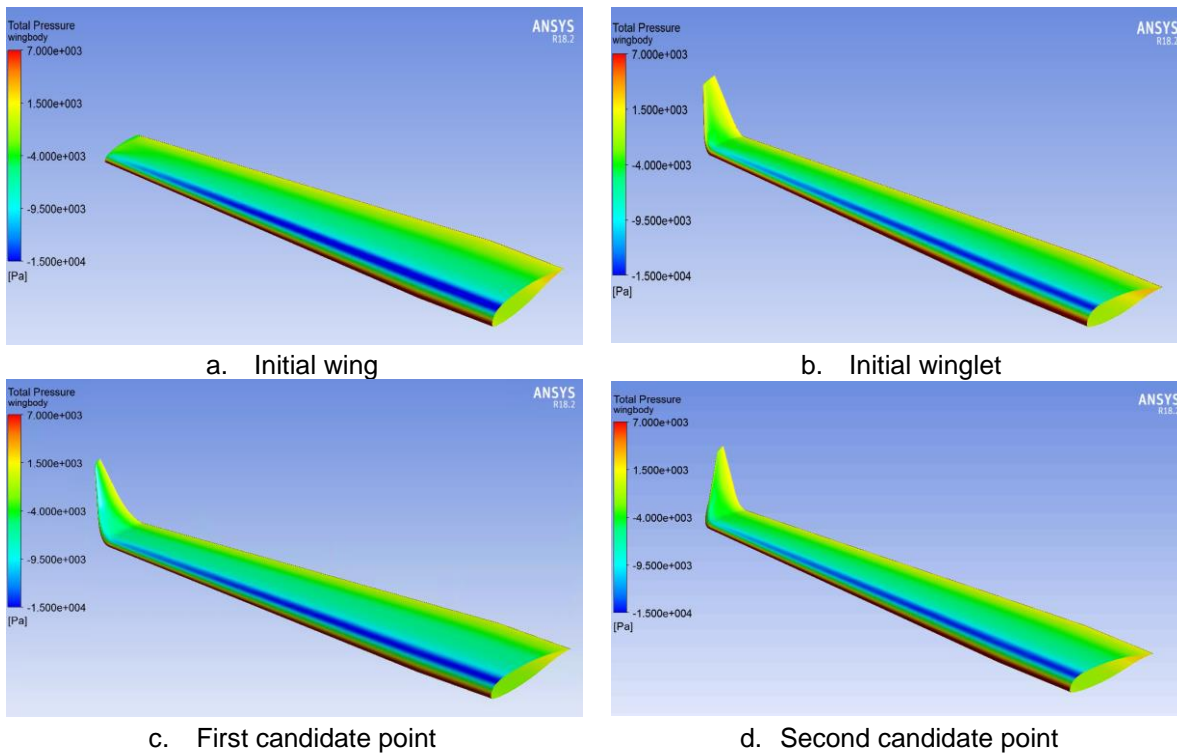 Total Pressure
wingbody
7.000e+003
1.500e+003
-4.000e+003
-9.500e+003
-1.500e+004
[Pa]
ANSYS
R18.2
a. Initial wing
Total Pressure
wingbody
7.000e+003
1.500e+003
-4.000e+003
-9.500e+003
-1.500e+004
[Pa]
ANSYS
R18.2
b. Initial winglet
Total Pressure
wingbody
7.000e+003
1.500e+003
-4.000e+003
-9.500e+003
-1.500e+004
[Pa]
ANSYS
R18.2
c. First candidate point
Total Pressure
wingbody
7.000e+003
1.500e+003
-4.000e+003
-9.500e+003
-1.500e+004
[Pa]
ANSYS
R18.2
d. Second candidate point